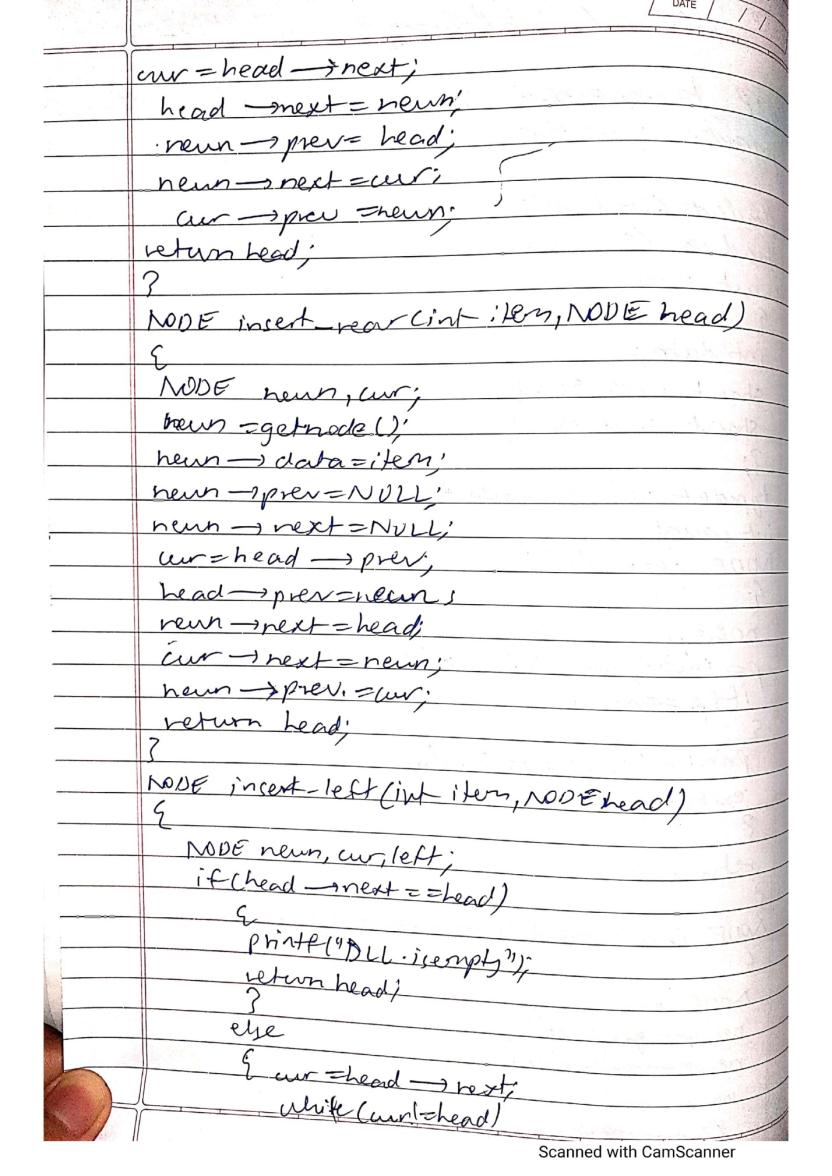 DATE
cur = head → next;
head → next = newn;
newn → prev = head;
newn → next = cur;
cur → prev = newn;
return head;
}
NODE insert_rear (int item, NODE head)
{
NODE newn, cur;
newn = getnode ();
newn → data = item;
newn → prev = NULL;
newn → next = NULL;
cur = head → prev;
head → prev = newn;
newn → next = head;
cur → next = newn;
newn → prev. = cur;
return head;
}
NODE insert-left (int item, NODE head)
{
NODE newn, cur, left;
if (head → next == head)
{
printf ("DLL is empty");
return head;
}
else
{ cur = head → next;
while (cur != head)
Scanned with CamScanner